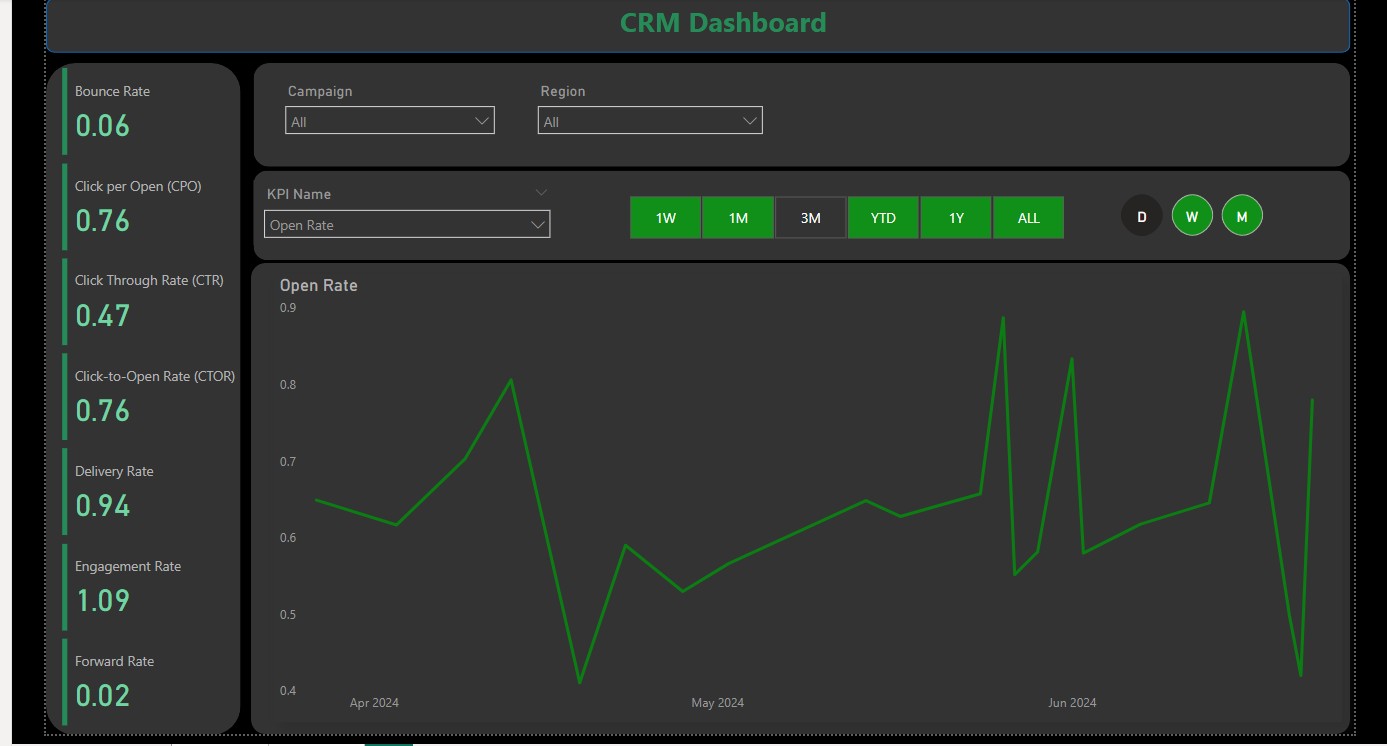 CRM Dashboard
Bounce Rate
0.06
Click per Open (CPO)
0.76
Click Through Rate (CTR)
0.47
Click-to-Open Rate (CTOR)
0.76
Delivery Rate
0.94
Engagement Rate
1.09
Forward Rate
0.02
Campaign
All
Region
All
KPI Name
Open Rate
1W 1M 3M YTD 1Y ALL
D W M
Open Rate
0.9
0.8
0.7
0.6
0.5
0.4
Apr 2024 May 2024 Jun 2024